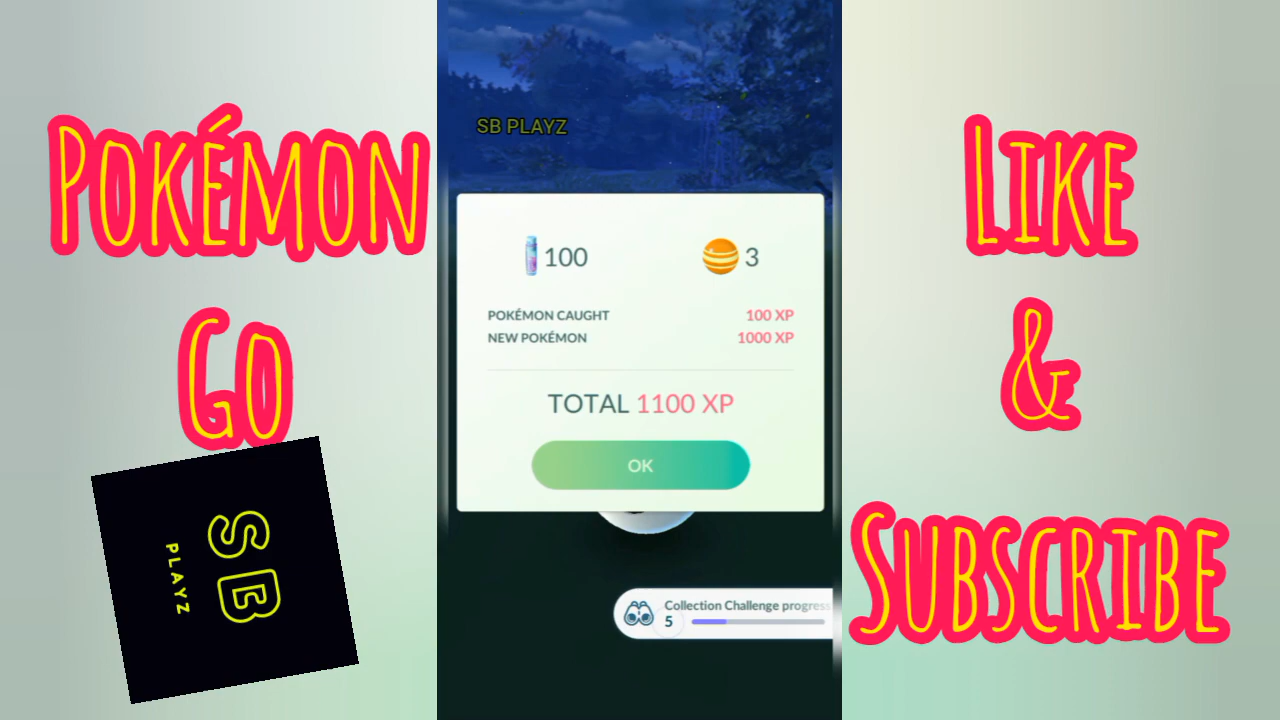 POKÉMON
GO
SB
PLAYZ
SB PLAYZ
100
3
POKÉMON CAUGHT 100 XP
NEW POKÉMON 1000 XP
TOTAL 1100 XP
OK
Collection Challenge progress
5
LIKE
&
SUBSCRIBE